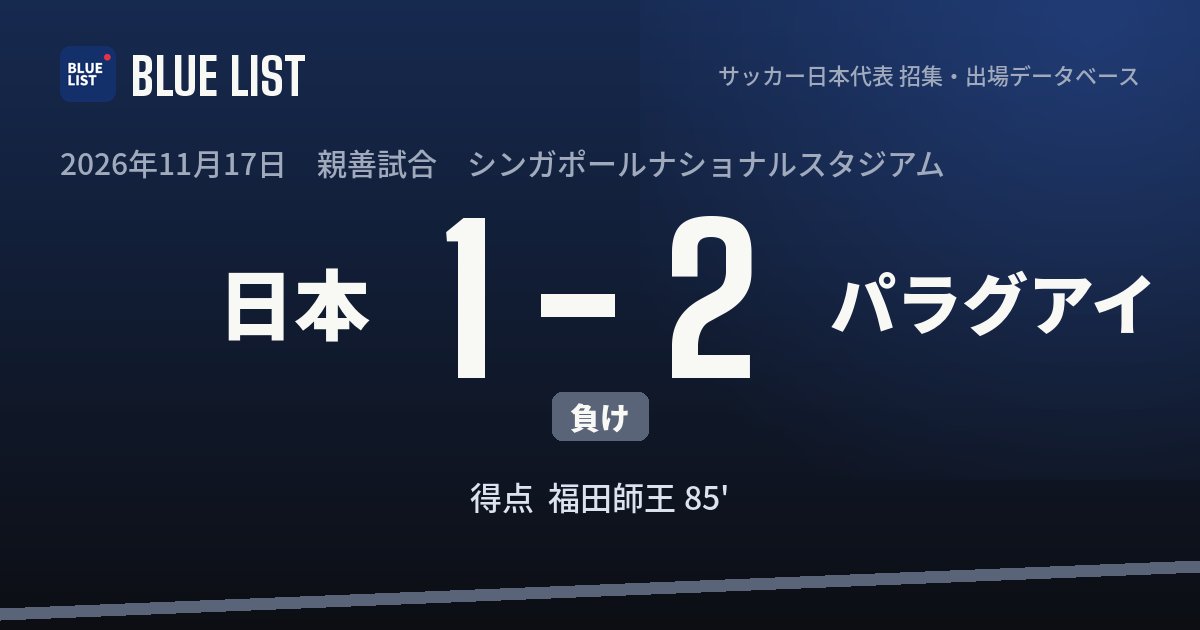 BLUE LIST
BLUE LIST
サッカー日本代表 招集・出場データベース
2026年11月17日　親善試合　シンガポールナショナルスタジアム
日本 1 - 2 パラグアイ
負け
得点 福田師王 85'